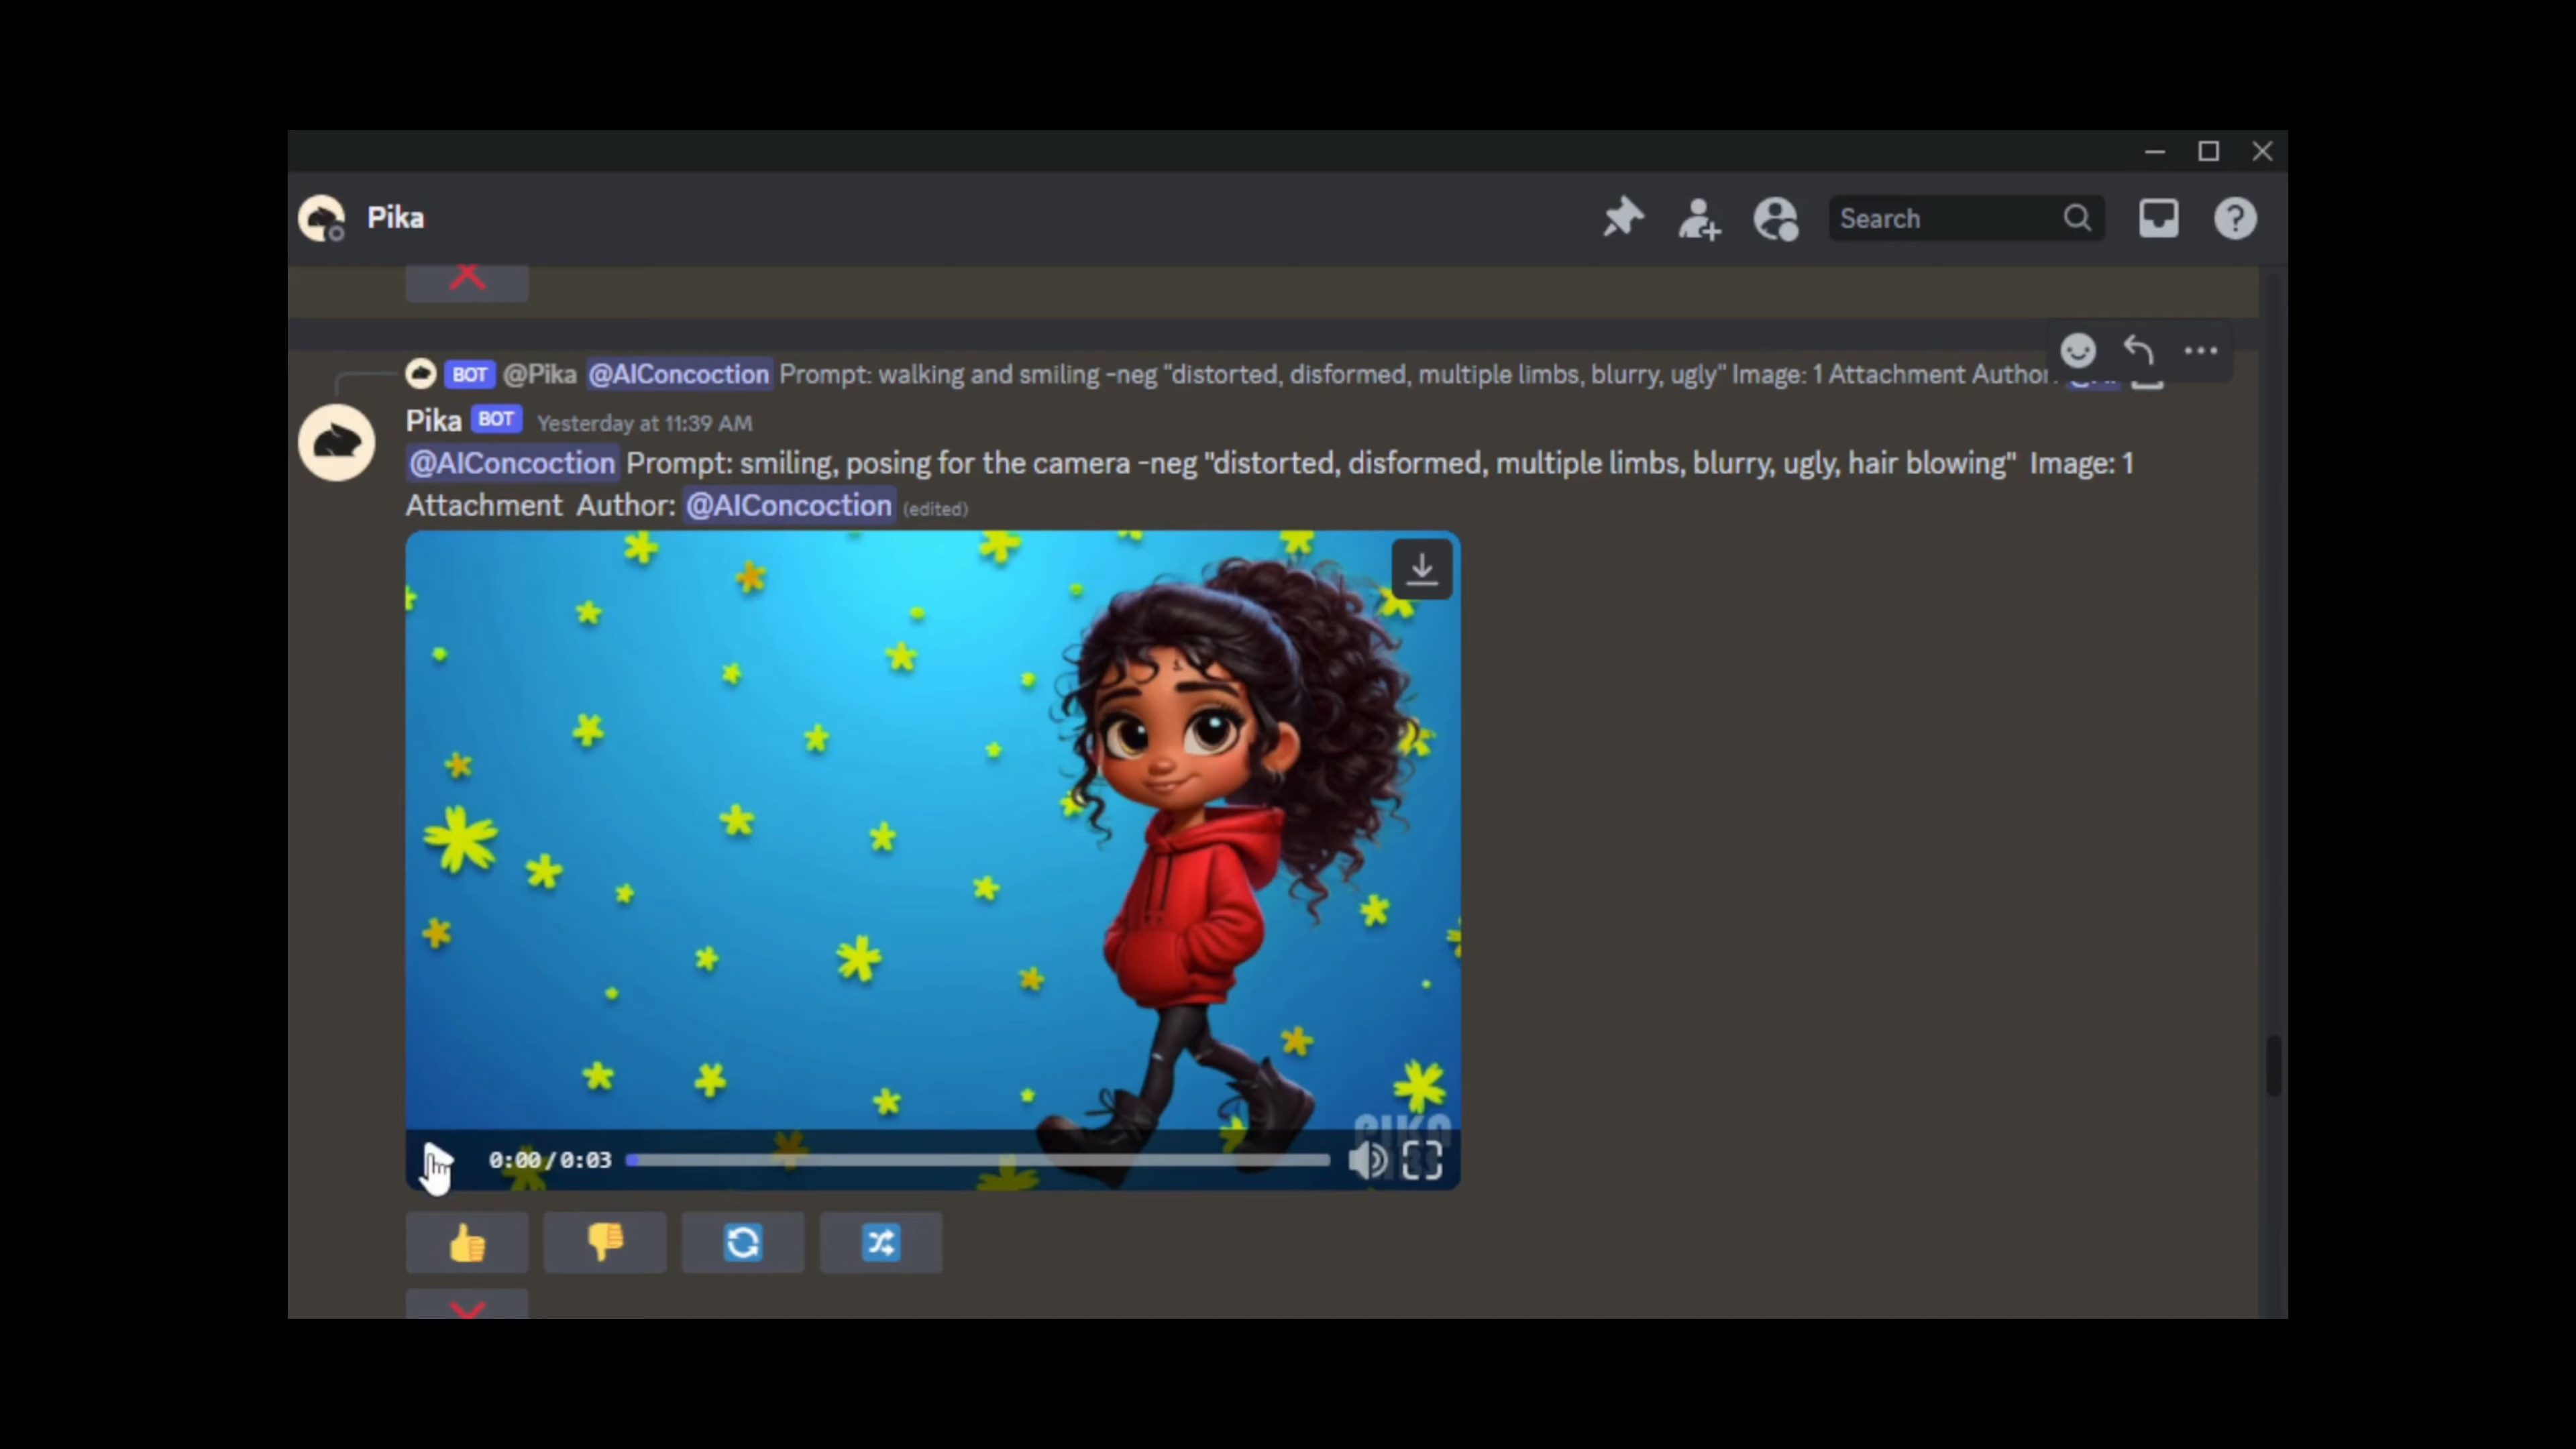 Pika
Search
BOT @Pika @AIConcoction Prompt: walking and smiling -neg "distorted, disformed, multiple limbs, blurry, ugly" Image: 1 Attachment Author:
Pika BOT Yesterday at 11:39 AM
@AIConcoction Prompt: smiling, posing for the camera -neg "distorted, disformed, multiple limbs, blurry, ugly, hair blowing" Image: 1
Attachment Author: @AIConcoction (edited)
PIKA
0:00/0:03